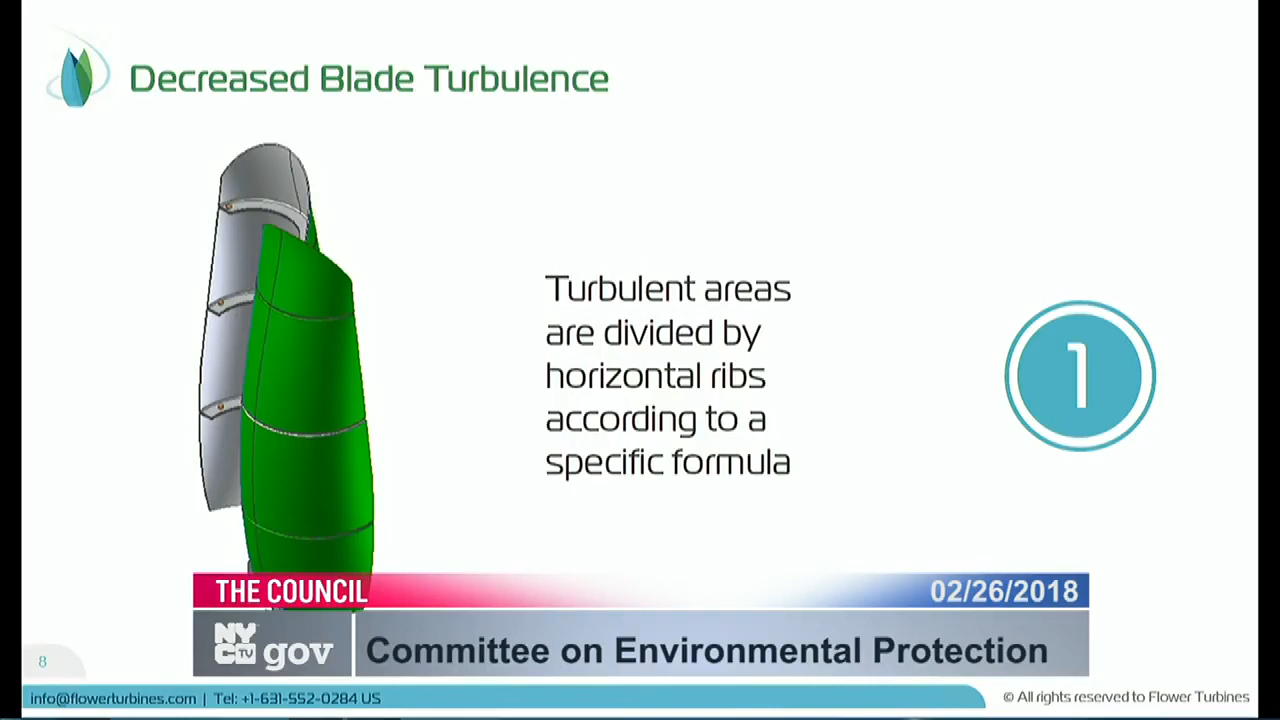 Decreased Blade Turbulence
Turbulent areas
are divided by
horizontal ribs
according to a
specific formula
1
THE COUNCIL
02/26/2018
NYC TV gov
Committee on Environmental Protection
8
info@flowerturbines.com | Tel: +1-631-552-0284 US
© All rights reserved to Flower Turbines